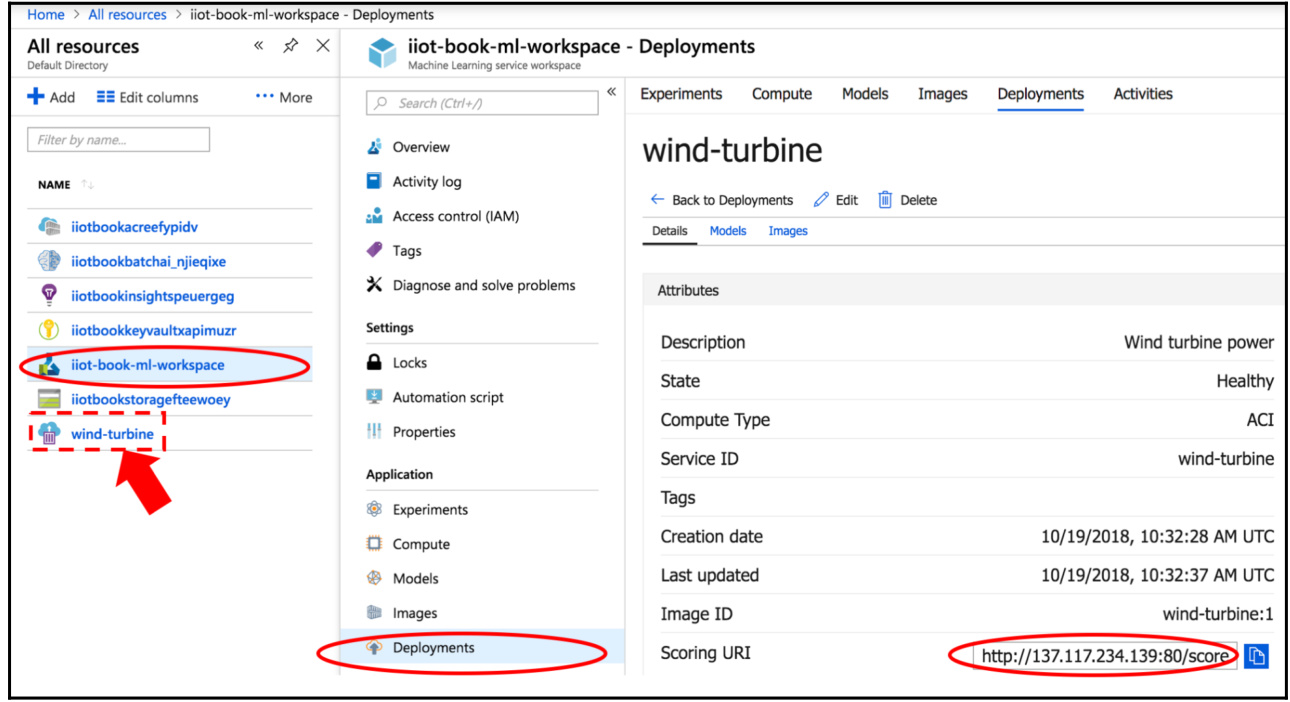 Home > All resources > iiot-book-ml-workspace - Deployments
All resources
Default Directory
Add Edit columns More
Filter by name...
NAME
iiotbookacreefypidv
iiotbookbatchai_njieqixe
iiotbookinsightspeuergeg
iiotbookkeyvaultxapimuzr
iiot-book-ml-workspace
iiotbookstoragefteewoey
wind-turbine
iiot-book-ml-workspace - Deployments
Machine Learning service workspace
Search (Ctrl+/)
Overview
Activity log
Access control (IAM)
Tags
Diagnose and solve problems
Settings
Locks
Automation script
Properties
Application
Experiments
Compute
Models
Images
Deployments
Experiments Compute Models Images Deployments Activities
wind-turbine
Back to Deployments Edit Delete
Details Models Images
Attributes
Description Wind turbine power
State Healthy
Compute Type ACI
Service ID wind-turbine
Tags
Creation date 10/19/2018, 10:32:28 AM UTC
Last updated 10/19/2018, 10:32:37 AM UTC
Image ID wind-turbine:1
Scoring URI http://137.117.234.139:80/score